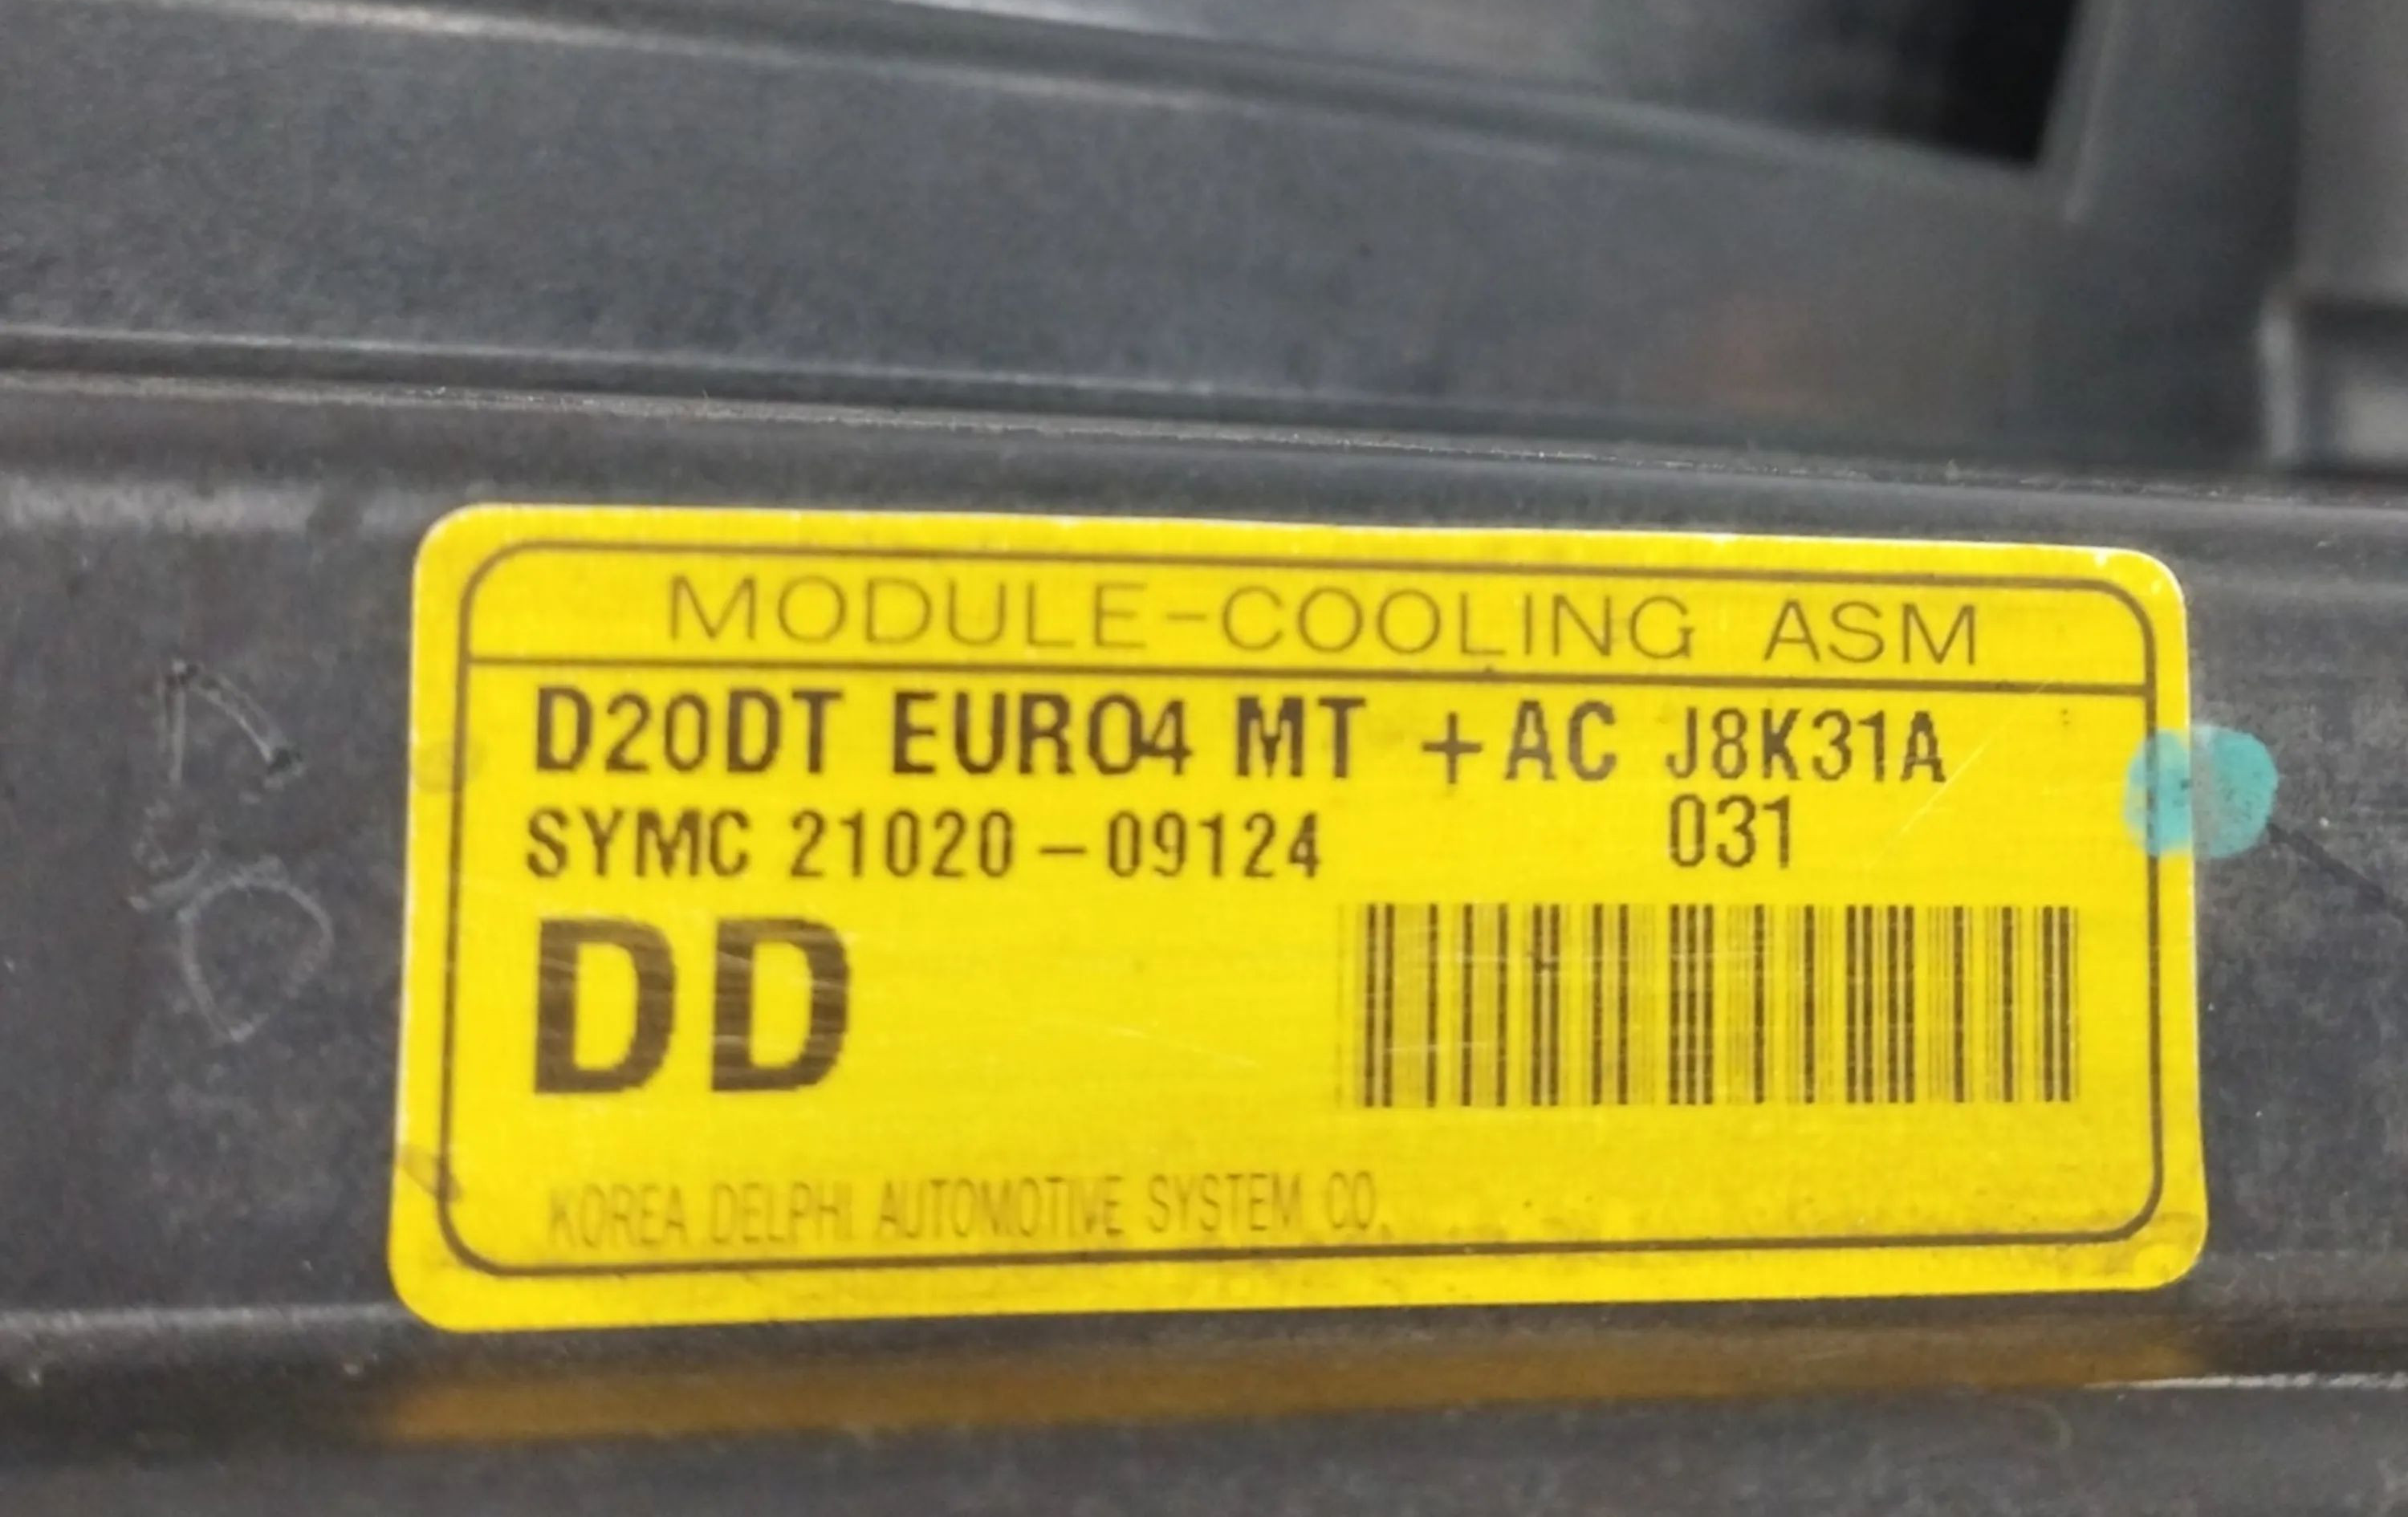 MODULE-COOLING ASM
D20DT EURO4 MT +AC J8K31A
SYMC 21020-09124 031
DD
KOREA DELPHI AUTOMOTIVE SYSTEM CO.